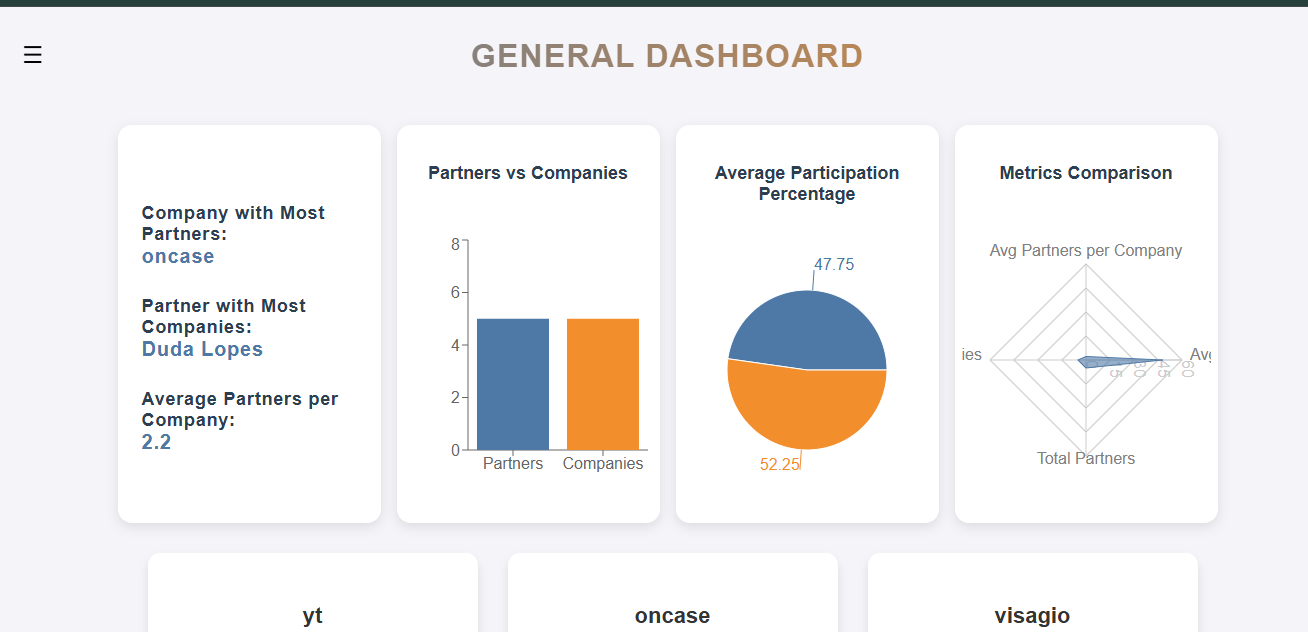 GENERAL DASHBOARD
Company with Most
Partners:
oncase
Partner with Most
Companies:
Duda Lopes
Average Partners per
Company:
2.2
Partners vs Companies
8
6
4
2
0
Partners
Companies
Average Participation
Percentage
47.75
52.25
Metrics Comparison
Avg Partners per Company
ies
Avg
45
60
Total Partners
yt
oncase
visagio